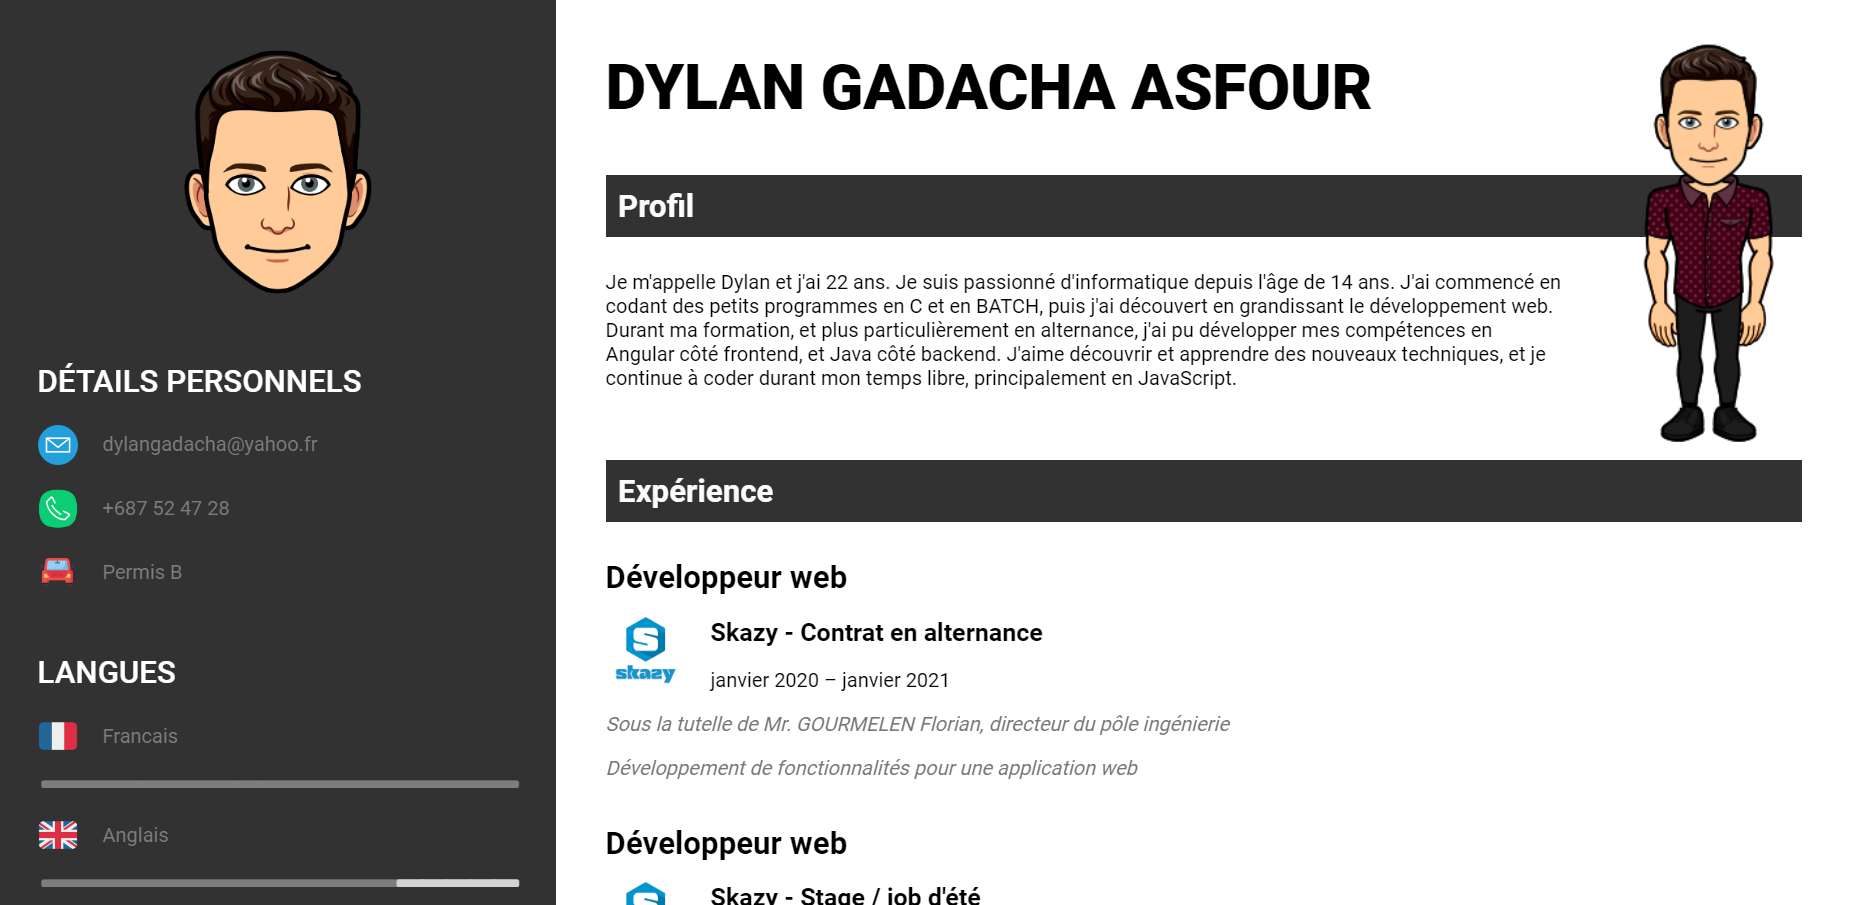 DÉTAILS PERSONNELS
dylangadacha@yahoo.fr
+687 52 47 28
Permis B
LANGUES
Francais
Anglais
DYLAN GADACHA ASFOUR
Profil
Je m'appelle Dylan et j'ai 22 ans. Je suis passionné d'informatique depuis l'âge de 14 ans. J'ai commencé en
codant des petits programmes en C et en BATCH, puis j'ai découvert en grandissant le développement web.
Durant ma formation, et plus particulièrement en alternance, j'ai pu développer mes compétences en
Angular côté frontend, et Java côté backend. J'aime découvrir et apprendre des nouveaux techniques, et je
continue à coder durant mon temps libre, principalement en JavaScript.
Expérience
Développeur web
skazy
Skazy - Contrat en alternance
janvier 2020 – janvier 2021
Sous la tutelle de Mr. GOURMELEN Florian, directeur du pôle ingénierie
Développement de fonctionnalités pour une application web
Développeur web
Skazy - Stage / job d'été